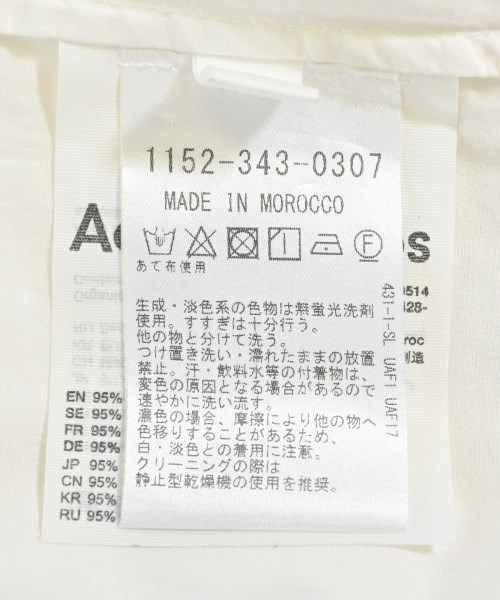 1152-343-0307
MADE IN MOROCCO
あて布使用
生成・淡色系の色物は無蛍光洗剤
使用。すすぎは十分行う。
他の物と分けて洗う。
つけ置き洗い・濡れたままの放置
禁止。汗・飲料水等の付着物は、
変色の原因となる場合があるので
速やかに洗い流す。
濃色の場合、摩擦により他の物へ
色移りすることがあるため、
白・淡色との着用に注意。
クリーニングの際は
静止型乾燥機の使用を推奨。
431-1-SL UAF1 UAF17
9514
428-
roc
製造
EN 95%
SE 95%
FR 95%
DE 95%
JP 95%
CN 95%
KR 95%
RU 95%